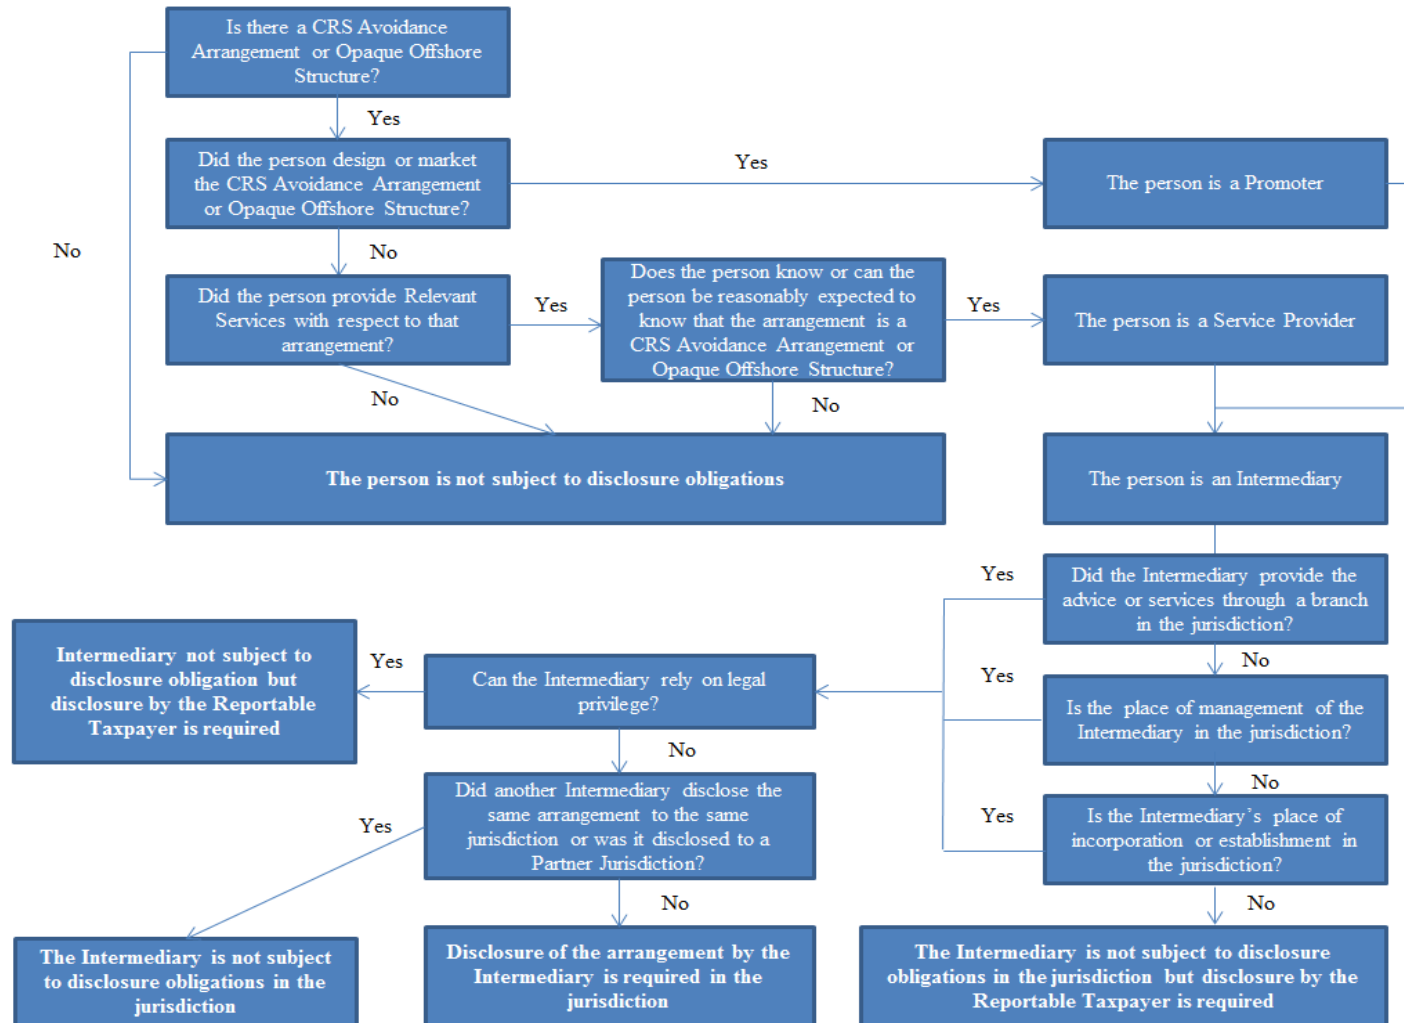 Is there a CRS Avoidance
Arrangement or Opaque Offshore
Structure?
Yes
Did the person design or market
the CRS Avoidance Arrangement
or Opaque Offshore Structure?
Yes
The person is a Promoter
No
No
Did the person provide Relevant
Services with respect to that
arrangement?
Yes
Does the person know or can the
person be reasonably expected to
know that the arrangement is a
CRS Avoidance Arrangement or
Opaque Offshore Structure?
Yes
The person is a Service Provider
No
No
The person is not subject to disclosure obligations
The person is an Intermediary
Yes
Did the Intermediary provide the
advice or services through a branch
in the jurisdiction?
No
Intermediary not subject to
disclosure obligation but
disclosure by the Reportable
Taxpayer is required
Yes
Can the Intermediary rely on legal
privilege?
Yes
Is the place of management of the
Intermediary in the jurisdiction?
No
No
Did another Intermediary disclose the
same arrangement to the same
jurisdiction or was it disclosed to a
Partner Jurisdiction?
Yes
Yes
Is the Intermediary's place of
incorporation or establishment in
the jurisdiction?
No
No
The Intermediary is not subject
to disclosure obligations in the
jurisdiction
Disclosure of the arrangement by the
Intermediary is required in the
jurisdiction
The Intermediary is not subject to disclosure
obligations in the jurisdiction but disclosure by the
Reportable Taxpayer is required